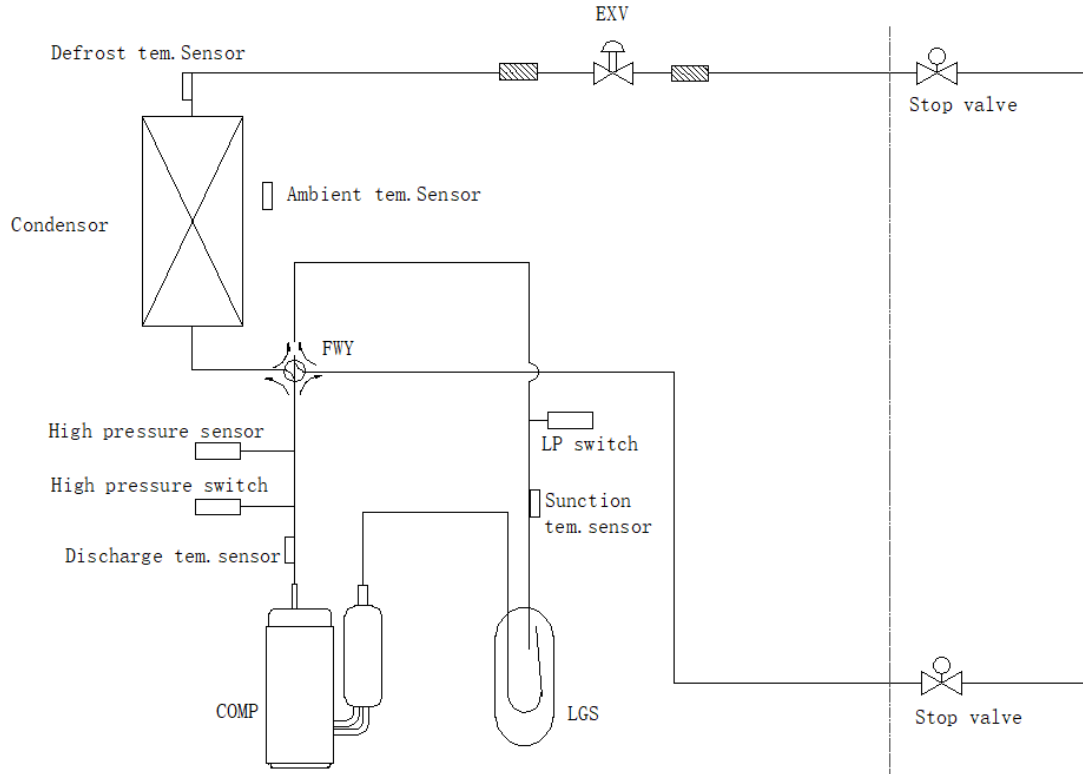 EXV
Defrost tem.Sensor
Stop valve
Ambient tem.Sensor
Condensor
FWY
High pressure sensor
LP switch
High pressure switch
Sunction
tem.sensor
Discharge tem.sensor
COMP
LGS
Stop valve